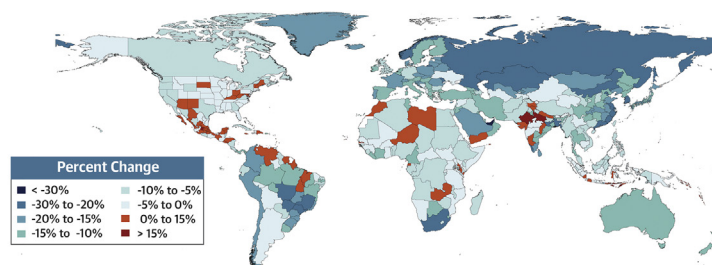 Percent Change
< -30%
-30% to -20%
-20% to -15%
-15% to -10%
-10% to -5%
-5% to 0%
0% to 15%
> 15%